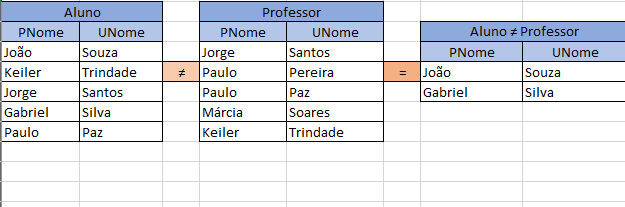 Aluno Professor
Aluno ≠ Professor
PNome UNome PNome UNome
PNome UNome
João Souza Jorge Santos
Keiler Trindade ≠ Paulo Pereira = João Souza
Jorge Santos Paulo Paz Gabriel Silva
Gabriel Silva Márcia Soares
Paulo Paz Keiler Trindade